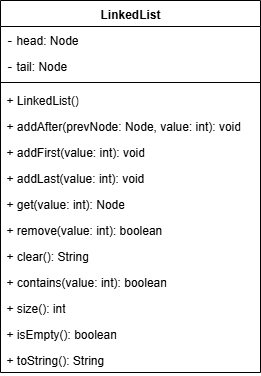 LinkedList
- head: Node
- tail: Node
+ LinkedList()
+ addAfter(prevNode: Node, value: int): void
+ addFirst(value: int): void
+ addLast(value: int): void
+ get(value: int): Node
+ remove(value: int): boolean
+ clear(): String
+ contains(value: int): boolean
+ size(): int
+ isEmpty(): boolean
+ toString(): String